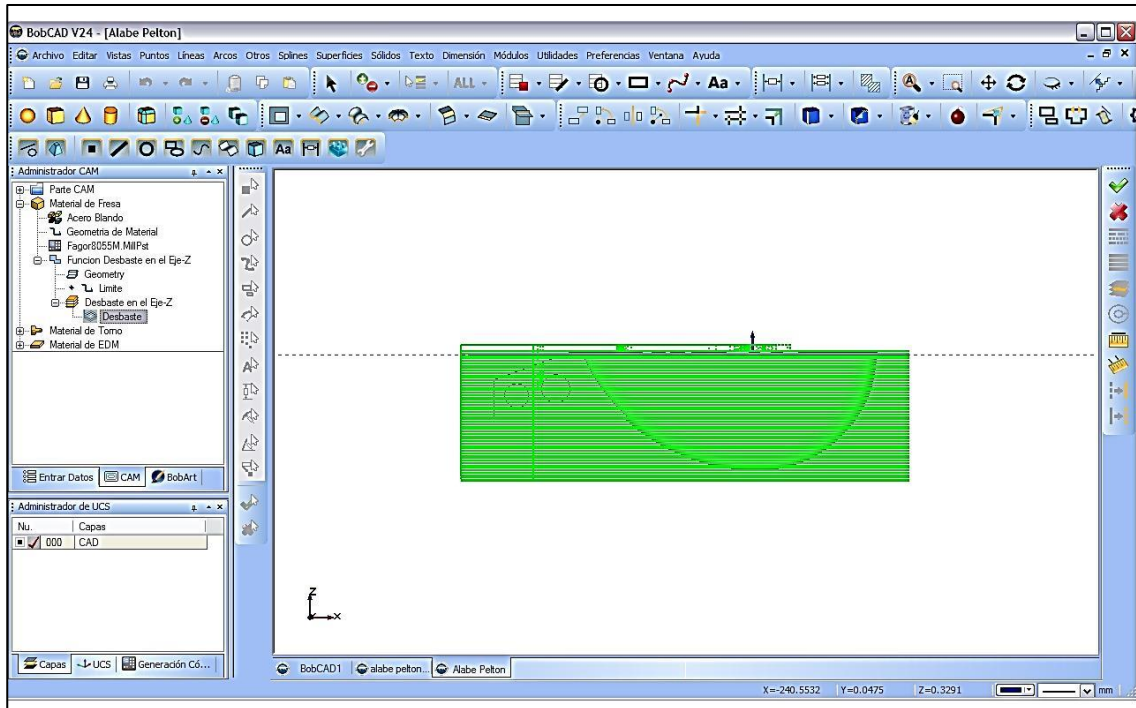 BobCAD V24 - [Alabe Pelton]
Archivo Editar Vistas Puntos Líneas Arcos Otros Splines Superficies Sólidos Texto Dimensión Módulos Utilidades Preferencias Ventana Ayuda
ALL Aa
Aa
Administrador CAM
Parte CAM
Material de Fresa
Acero Blando
Geometria de Material
Fagor8055M.MillPst
Funcion Desbaste en el Eje-Z
Geometry
Limite
Desbaste en el Eje-Z
Desbaste
Material de Torno
Material de EDM
A
Entrar Datos CAM BobArt
Administrador de UCS
Nu. Capas
000 CAD
Z
X
Capas UCS Generación Có...
BobCAD1 alabe pelton... Alabe Pelton
X=-240.5532 Y=0.0475 Z=0.3291 mm